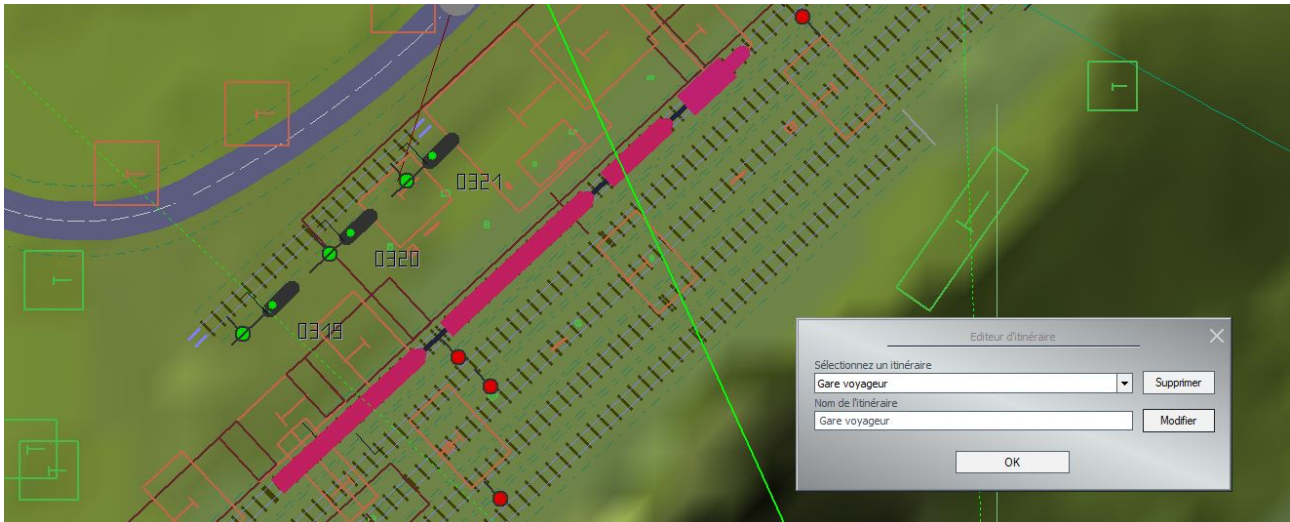 0321
0320
0319
Editeur d'itinéraire
Sélectionnez un itinéraire
Gare voyageur
Supprimer
Nom de l'itinéraire
Gare voyageur
Modifier
OK